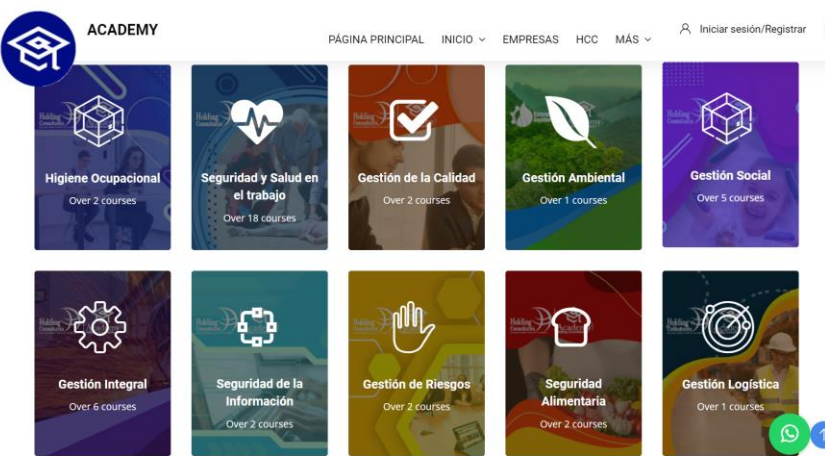 ACADEMY
PÁGINA PRINCIPAL INICIO EMPRESAS HCC MÁS Iniciar sesión/Registrar
Higiene Ocupacional
Over 2 courses
Seguridad y Salud en
el trabajo
Over 18 courses
Gestión de la Calidad
Over 2 courses
Gestión Ambiental
Over 1 courses
Gestión Social
Over 5 courses
Gestión Integral
Over 6 courses
Seguridad de la
Información
Over 2 courses
Gestión de Riesgos
Over 2 courses
Seguridad
Alimentaria
Over 2 courses
Gestión Logística
Over 1 courses